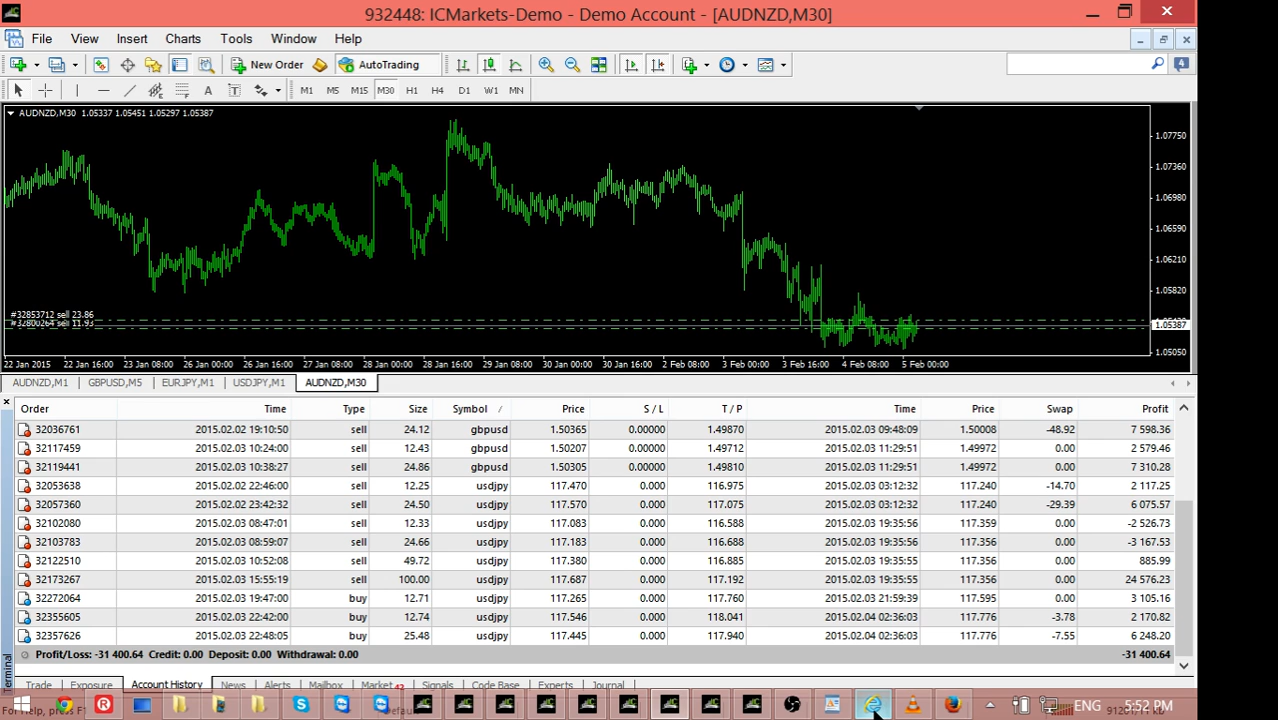 932448: ICMarkets-Demo - Demo Account - [AUDNZD,M30]
File View Insert Charts Tools Window Help
New Order AutoTrading 4
A T M1 M5 M15 M30 H1 H4 D1 W1 MN
AUDNZD,M30 1.05337 1.05451 1.05297 1.05387
1.07750
1.07360
1.06980
1.06590
1.06210
1.05820
#32853712 sell 23.86
#32800264 sell 11.93
1.05387
1.05050
22 Jan 2015 22 Jan 16:00 23 Jan 08:00 26 Jan 00:00 26 Jan 16:00 27 Jan 08:00 28 Jan 00:00 28 Jan 16:00 29 Jan 08:00 30 Jan 00:00 30 Jan 16:00 2 Feb 08:00 3 Feb 00:00 3 Feb 16:00 4 Feb 08:00 5 Feb 00:00
AUDNZD,M1 GBPUSD,M5 EURJPY,M1 USDJPY,M1 AUDNZD,M30
Order Time Type Size Symbol / Price S / L T / P Time Price Swap Profit
32036761 2015.02.02 19:10:50 sell 24.12 gbpusd 1.50365 0.00000 1.49870 2015.02.03 09:48:09 1.50008 -48.92 7 598.36
32117459 2015.02.03 10:24:00 sell 12.43 gbpusd 1.50207 0.00000 1.49712 2015.02.03 11:29:51 1.49972 0.00 2 579.46
32119441 2015.02.03 10:38:27 sell 24.86 gbpusd 1.50305 0.00000 1.49810 2015.02.03 11:29:51 1.49972 0.00 7 310.28
32053638 2015.02.02 22:46:00 sell 12.25 usdjpy 117.470 0.000 116.975 2015.02.03 03:12:32 117.240 -14.70 2 117.25
32057360 2015.02.02 23:42:32 sell 24.50 usdjpy 117.570 0.000 117.075 2015.02.03 03:12:32 117.240 -29.39 6 075.57
32102080 2015.02.03 08:47:01 sell 12.33 usdjpy 117.083 0.000 116.588 2015.02.03 19:35:56 117.359 0.00 -2 526.73
32103783 2015.02.03 08:59:07 sell 24.66 usdjpy 117.183 0.000 116.688 2015.02.03 19:35:56 117.356 0.00 -3 167.53
32122510 2015.02.03 10:52:08 sell 49.72 usdjpy 117.380 0.000 116.885 2015.02.03 19:35:55 117.356 0.00 885.99
32173267 2015.02.03 15:55:19 sell 100.00 usdjpy 117.687 0.000 117.192 2015.02.03 19:35:55 117.356 0.00 24 576.23
32272064 2015.02.03 19:47:00 buy 12.71 usdjpy 117.265 0.000 117.760 2015.02.03 21:59:39 117.595 0.00 3 105.16
32355605 2015.02.03 22:42:00 buy 12.74 usdjpy 117.546 0.000 118.041 2015.02.04 02:36:03 117.776 -3.78 2 170.82
32357626 2015.02.03 22:48:05 buy 25.48 usdjpy 117.445 0.000 117.940 2015.02.04 02:36:03 117.776 -7.55 6 248.20
Profit/Loss: -31 400.64 Credit: 0.00 Deposit: 0.00 Withdrawal: 0.00 -31 400.64
Terminal
Trade Exposure Account History News Alerts Mailbox Market 42 Signals Code Base Experts Journal
ENG 5:52 PM